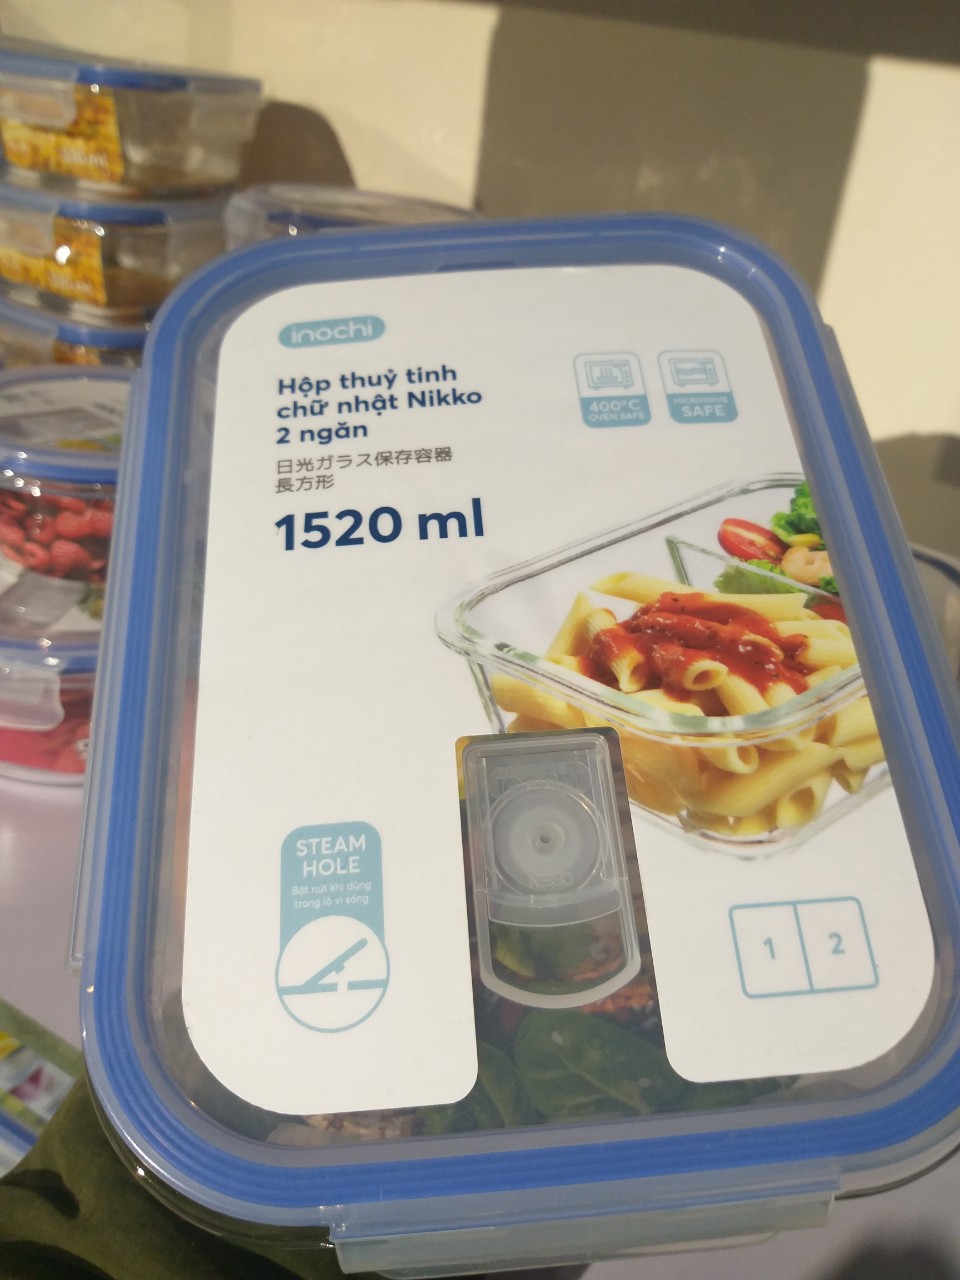 inochi
Hộp thuỷ tinh
chữ nhật Nikko
2 ngăn
日光ガラス保存容器
長方形
1520 ml
400°C
OVEN SAFE
MICROWAVE
SAFE
STEAM
HOLE
Bật nút khi dùng
trong lò vi sóng
1 2